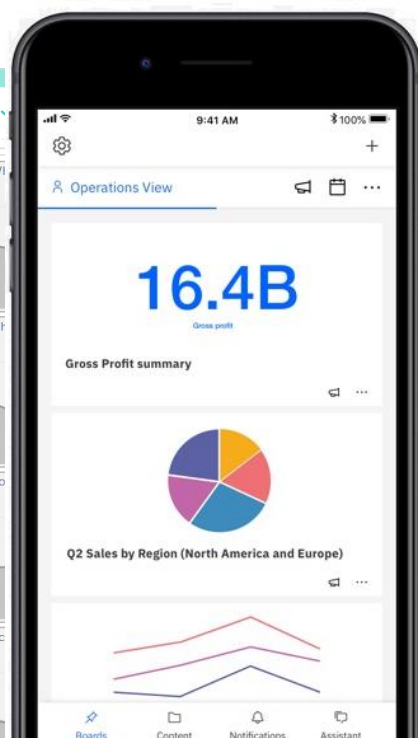 9:41 AM
100%
Operations View
16.4B
Gross profit
Gross Profit summary
Q2 Sales by Region (North America and Europe)
Boards
Content
Notifications
Assistant